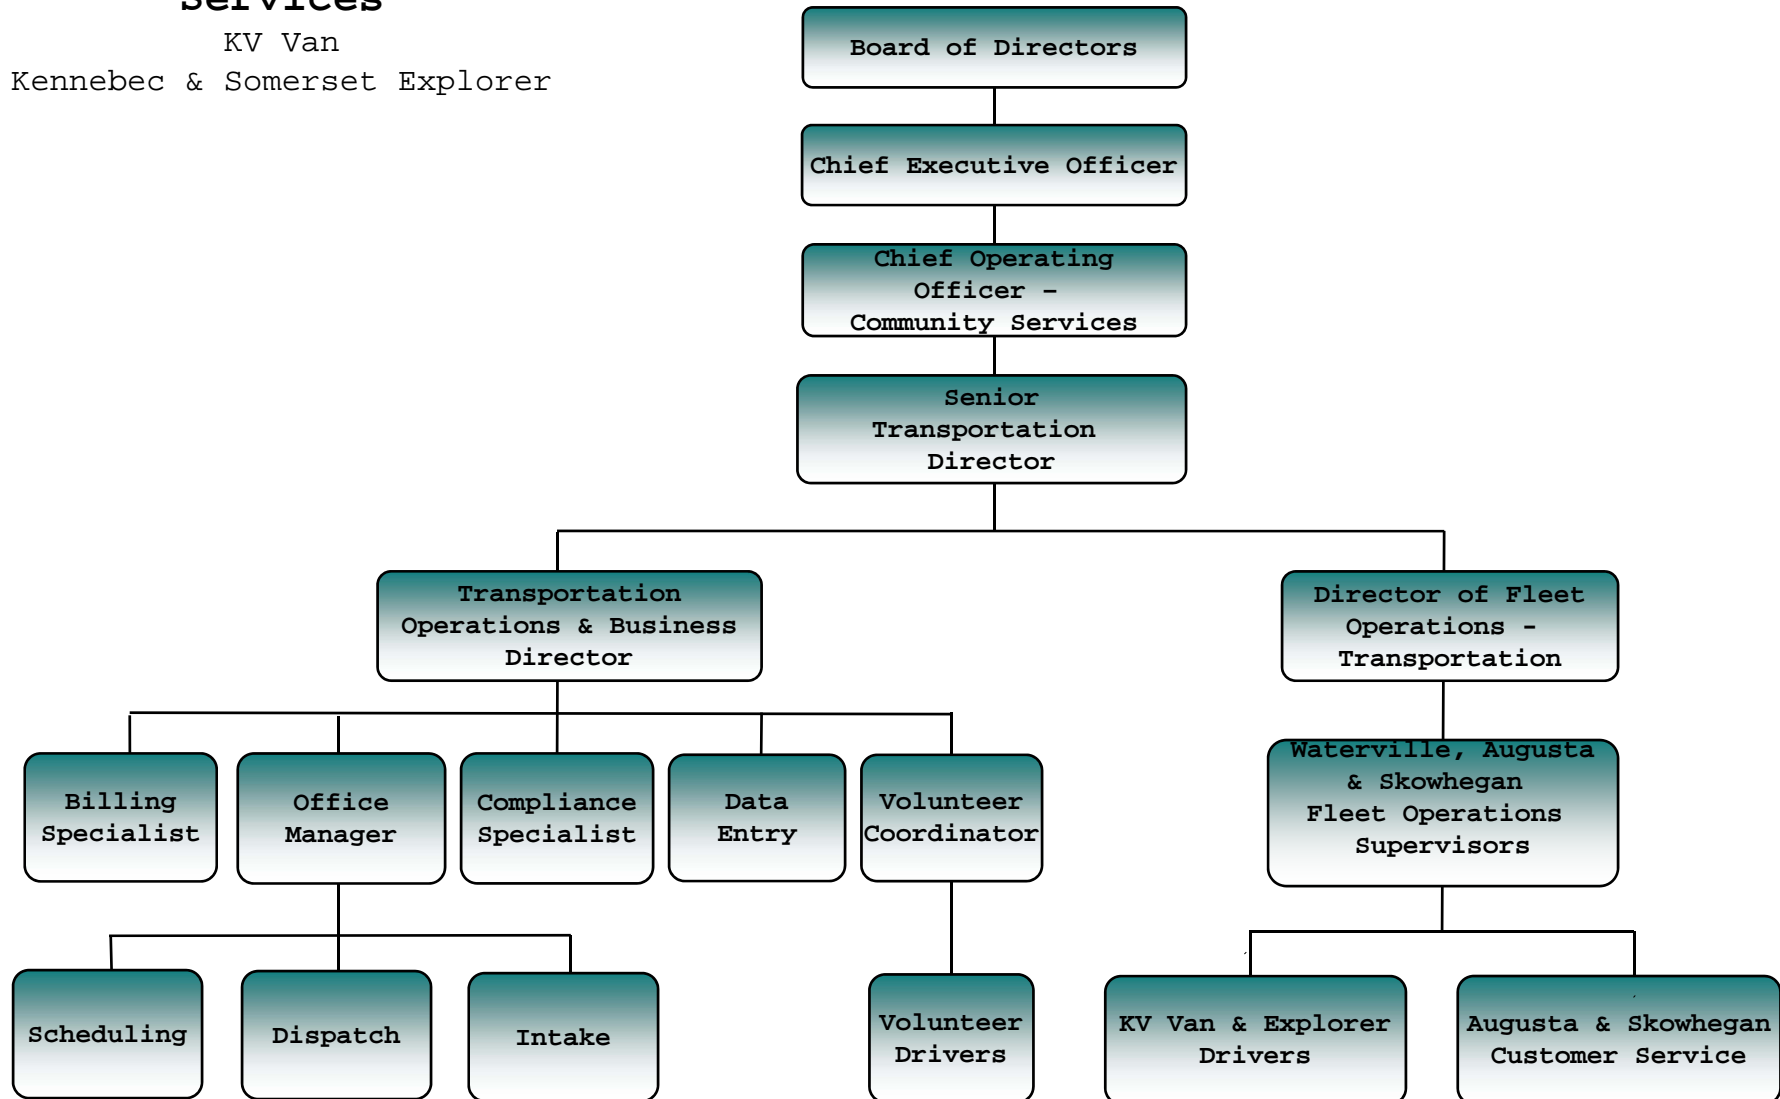 Services
KV Van
Kennebec & Somerset Explorer
Board of Directors
Chief Executive Officer
Chief Operating
Officer –
Community Services
Senior
Transportation
Director
Transportation
Operations & Business
Director
Director of Fleet
Operations -
Transportation
Billing
Specialist
Office
Manager
Compliance
Specialist
Data
Entry
Volunteer
Coordinator
Waterville, Augusta
& Skowhegan
Fleet Operations
Supervisors
Scheduling
Dispatch
Intake
Volunteer
Drivers
KV Van & Explorer
Drivers
Augusta & Skowhegan
Customer Service